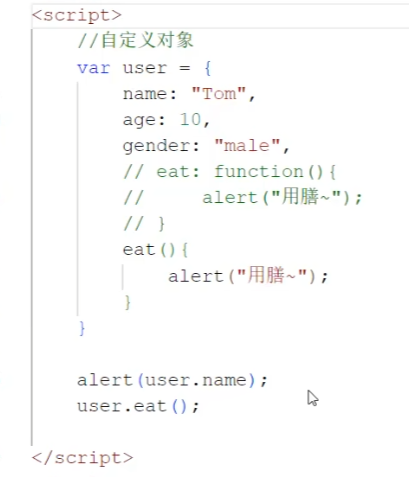 <script>
//自定义对象
var user = {
name: "Tom",
age: 10,
gender: "male",
// eat: function(){
//     alert("用膳~");
// }
eat(){
alert("用膳~");
}
}
alert(user.name);
user.eat();
</script>